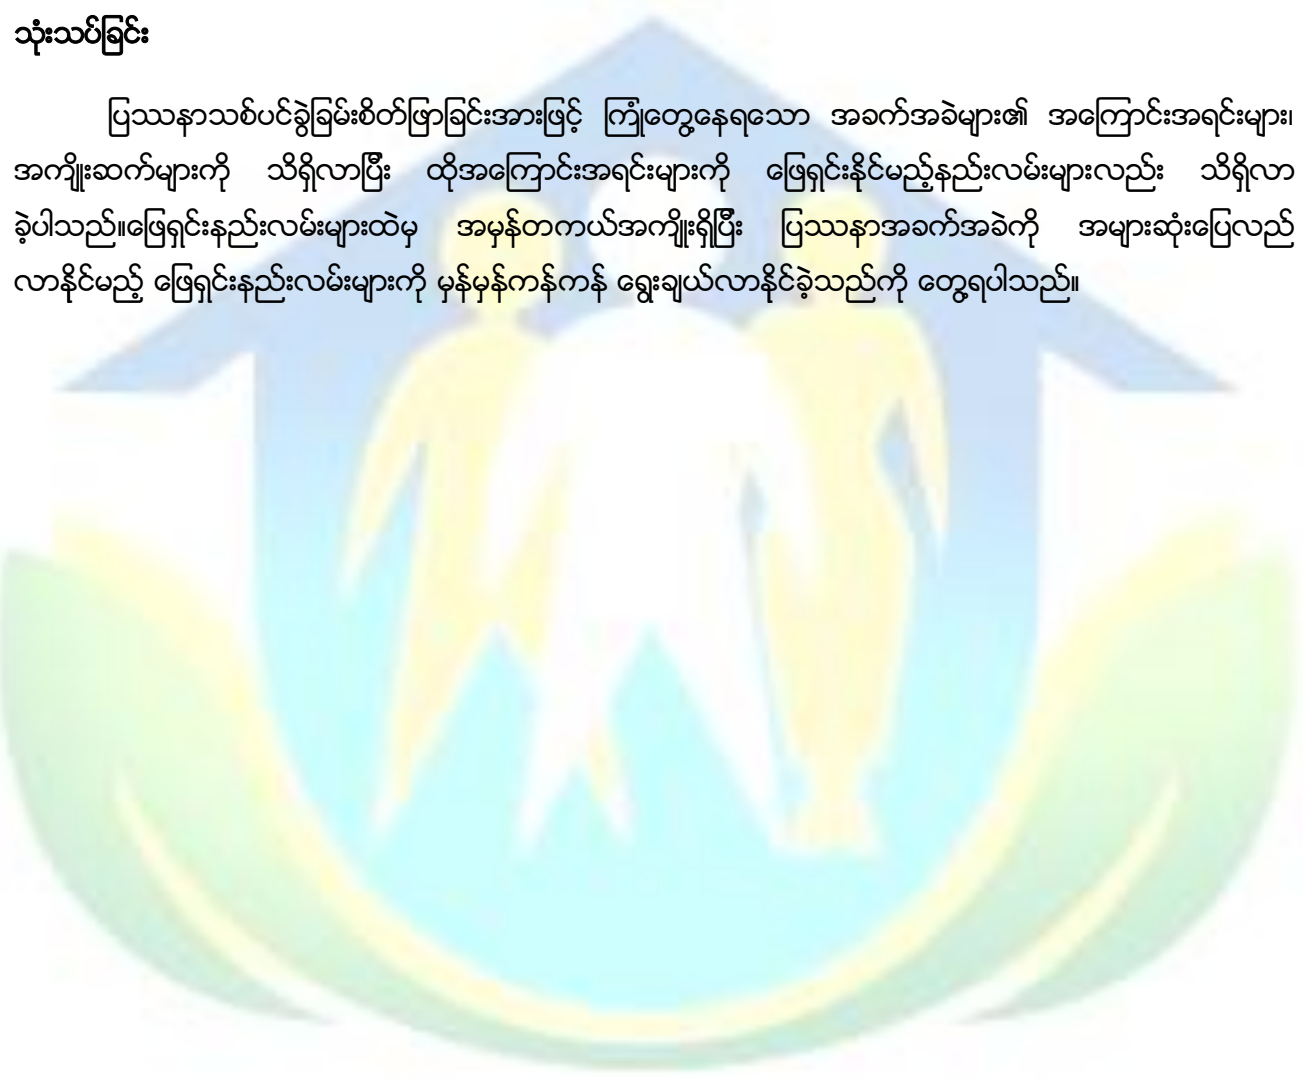 သုံးသပ်ခြင်း
ပြဿနာသစ်ပင်ခွဲခြမ်းစိတ်ဖြာခြင်းအားဖြင့် ကြုံတွေ့နေရသော အခက်အခဲများ၏ အကြောင်းအရင်းများ၊
အကျိုးဆက်များကို သိရှိလာပြီး ထိုအကြောင်းအရင်းများကို ဖြေရှင်းနိုင်မည့်နည်းလမ်းများလည်း သိရှိလာ
ခဲ့ပါသည်။ဖြေရှင်းနည်းလမ်းများထဲမှ အမှန်တကယ်အကျိုးရှိပြီး ပြဿနာအခက်အခဲကို အများဆုံးပြေလည်
လာနိုင်မည့် ဖြေရှင်းနည်းလမ်းများကို မှန်မှန်ကန်ကန် ရွေးချယ်လာနိုင်ခဲ့သည်ကို တွေ့ရပါသည်။